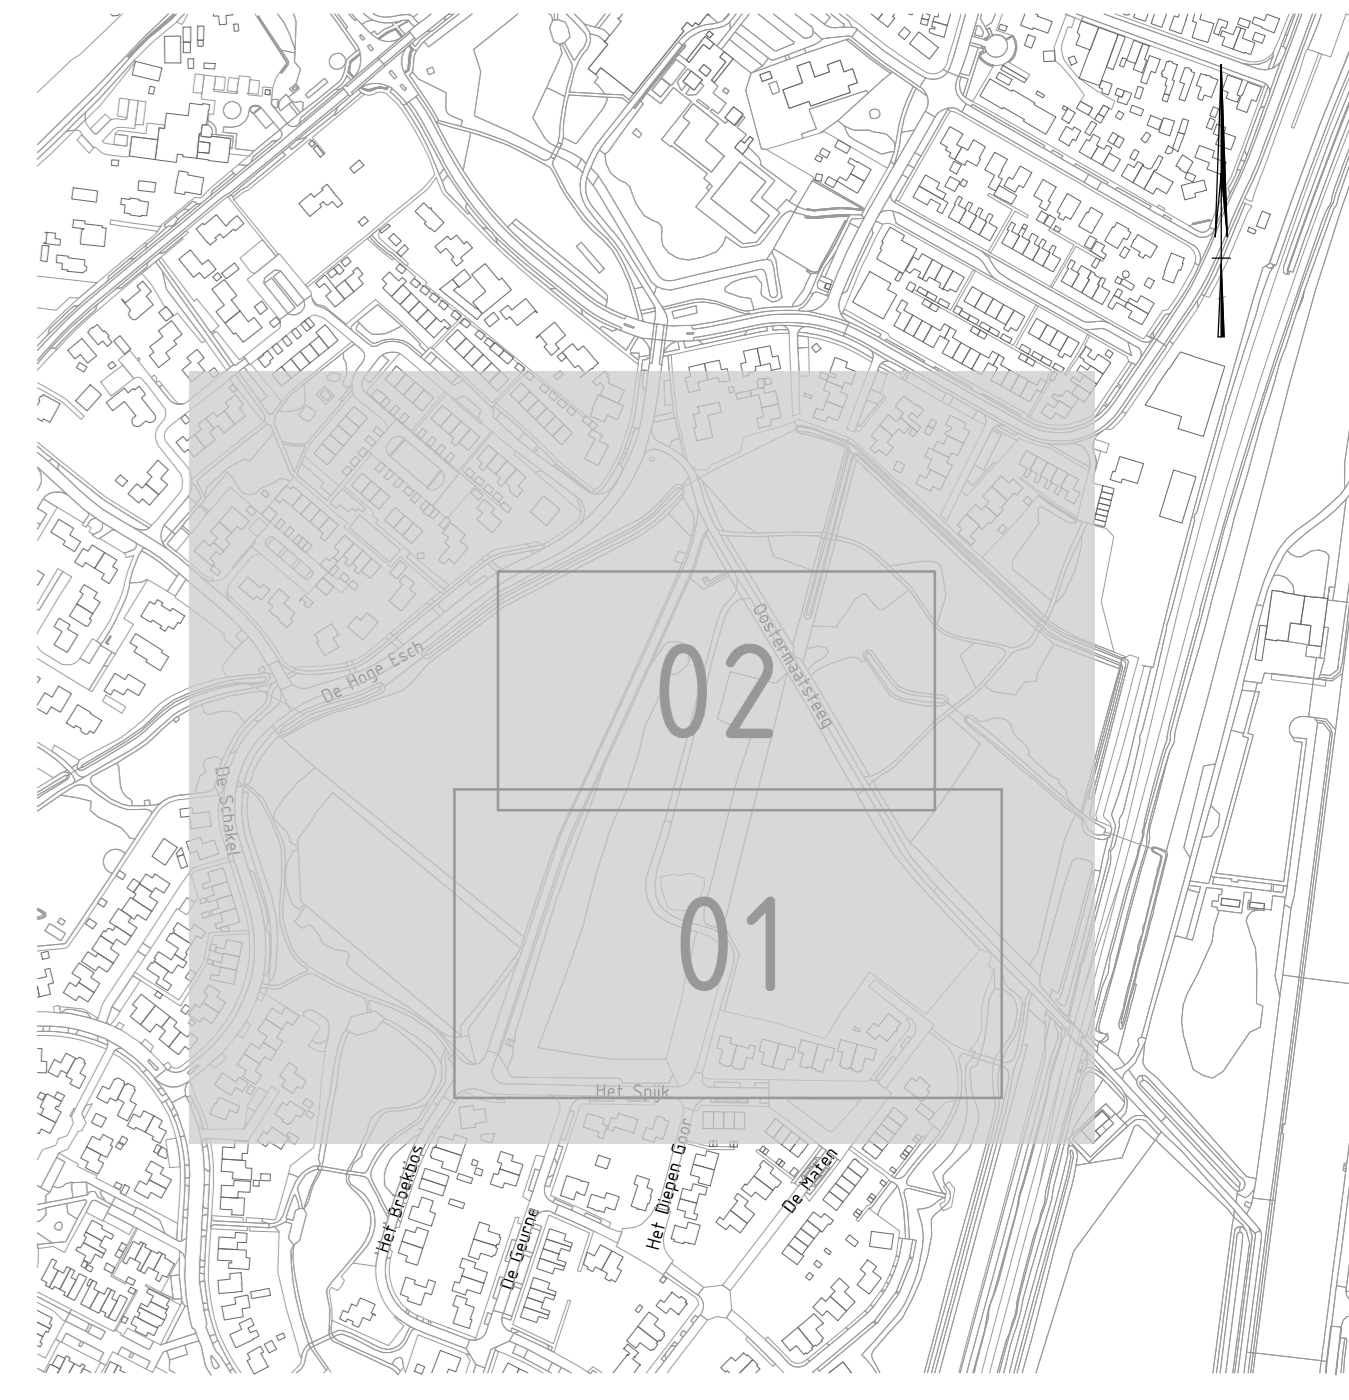 De Hoge Esch
Oostermaatsteeg
02
De Schakel
01
Het Spijk
Het Broekbos
De Geurne
Het Diepen Goor
De Maten